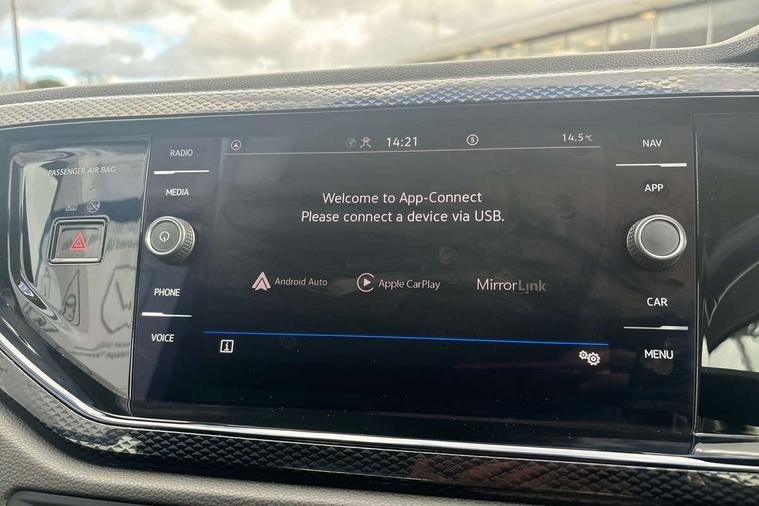 PASSENGER AIR BAG
RADIO
MEDIA
PHONE
VOICE
14:21
5
14.5°C
Welcome to App-Connect
Please connect a device via USB.
Android Auto
Apple CarPlay
MirrorLink
NAV
APP
CAR
MENU